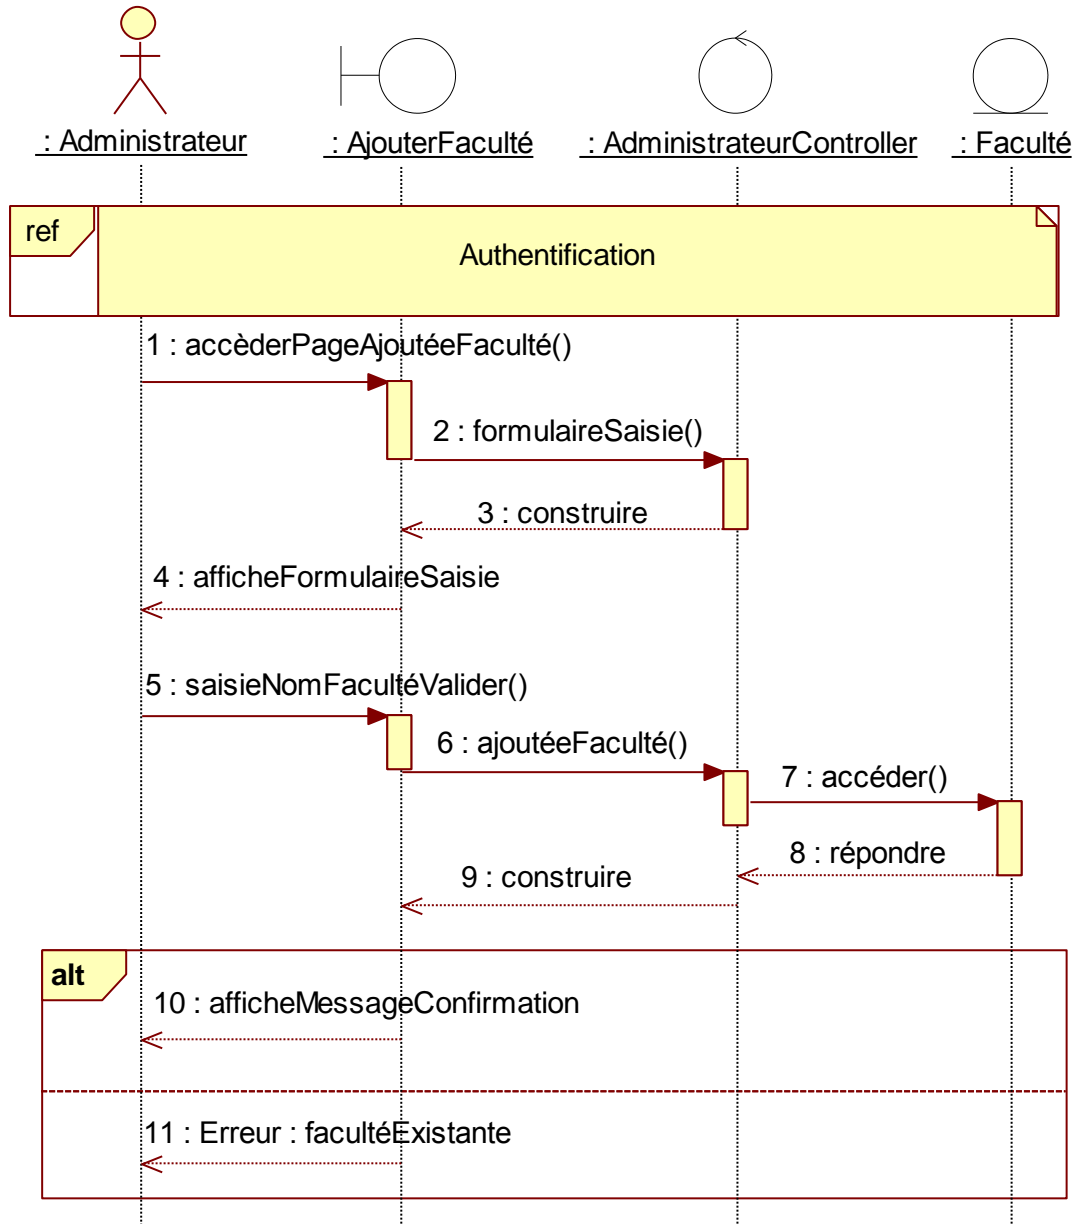 : Administrateur
: AjouterFaculté
: AdministrateurController
: Faculté
ref
Authentification
1 : accèderPageAjoutéeFaculté()
2 : formulaireSaisie()
3 : construire
4 : afficheFormulaireSaisie
5 : saisieNomFacultéValider()
6 : ajoutéeFaculté()
7 : accéder()
8 : répondre
9 : construire
alt
10 : afficheMessageConfirmation
11 : Erreur : facultéExistante